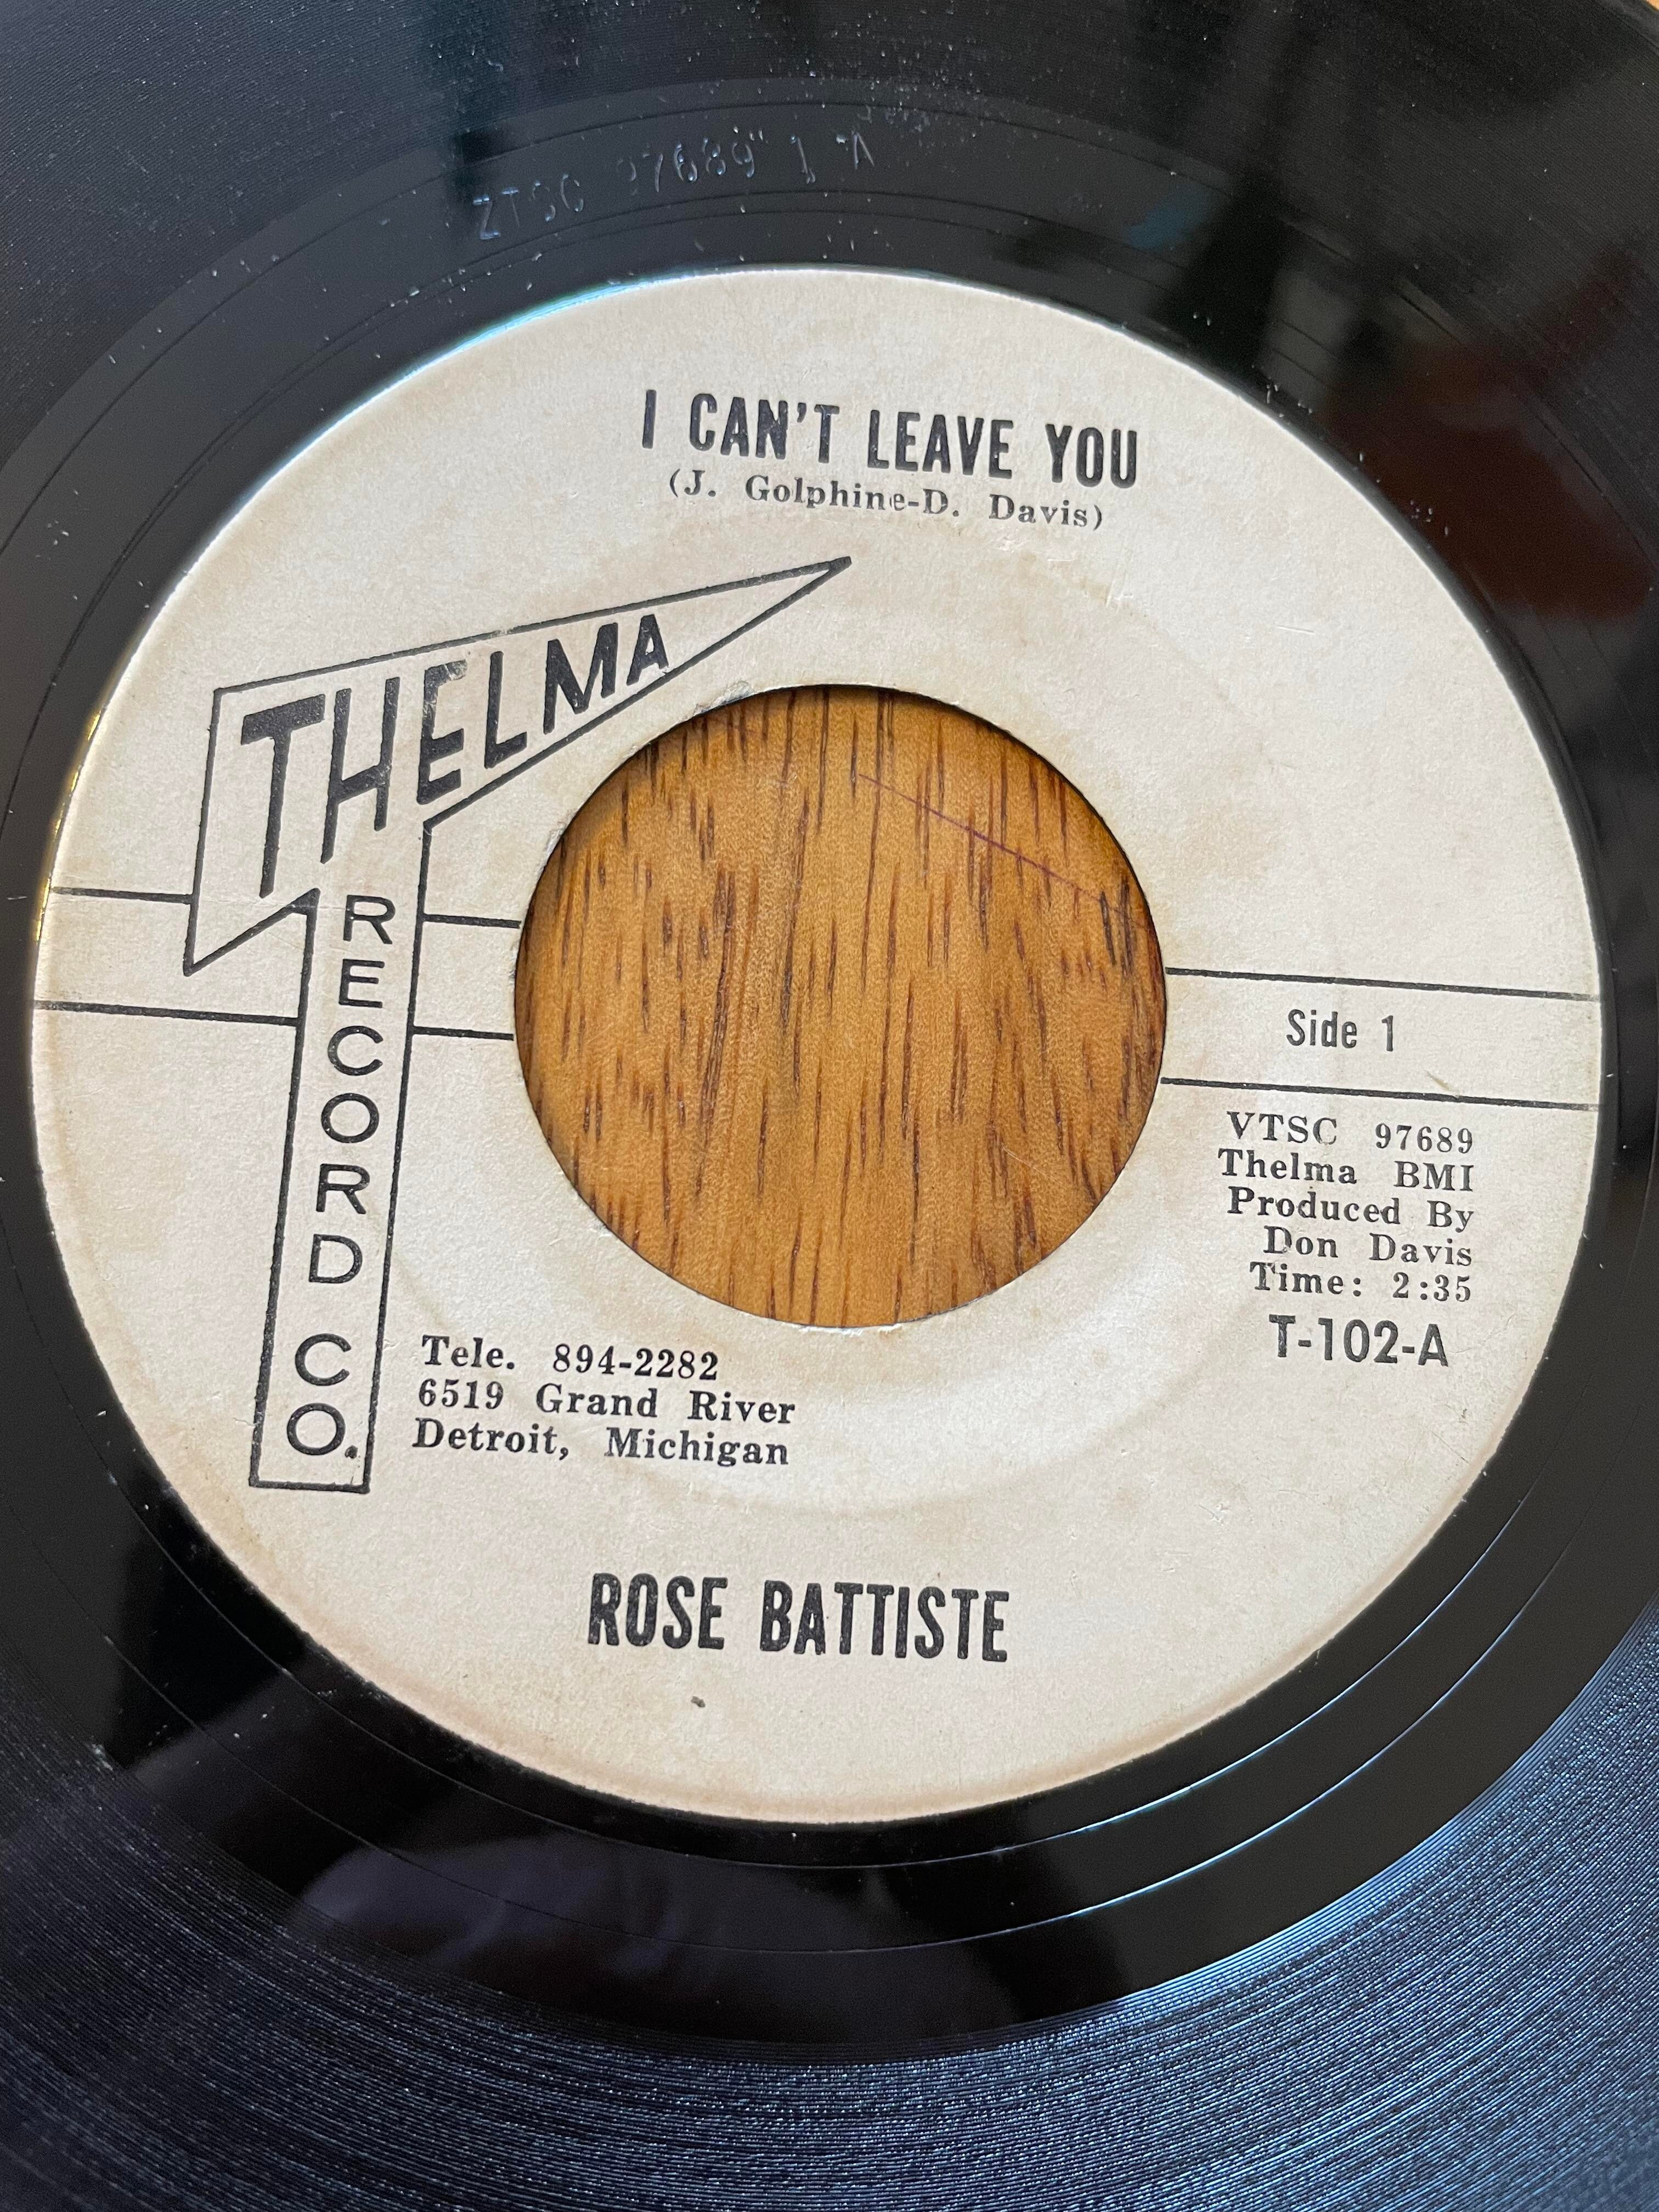 ZTSC 97689 1 A
I CAN'T LEAVE YOU
(J. Golphine-D. Davis)
THELMA
RECORD CO.
Side 1
VTSC 97689
Thelma BMI
Produced By
Don Davis
Time: 2:35
T-102-A
Tele. 894-2282
6519 Grand River
Detroit, Michigan
ROSE BATTISTE